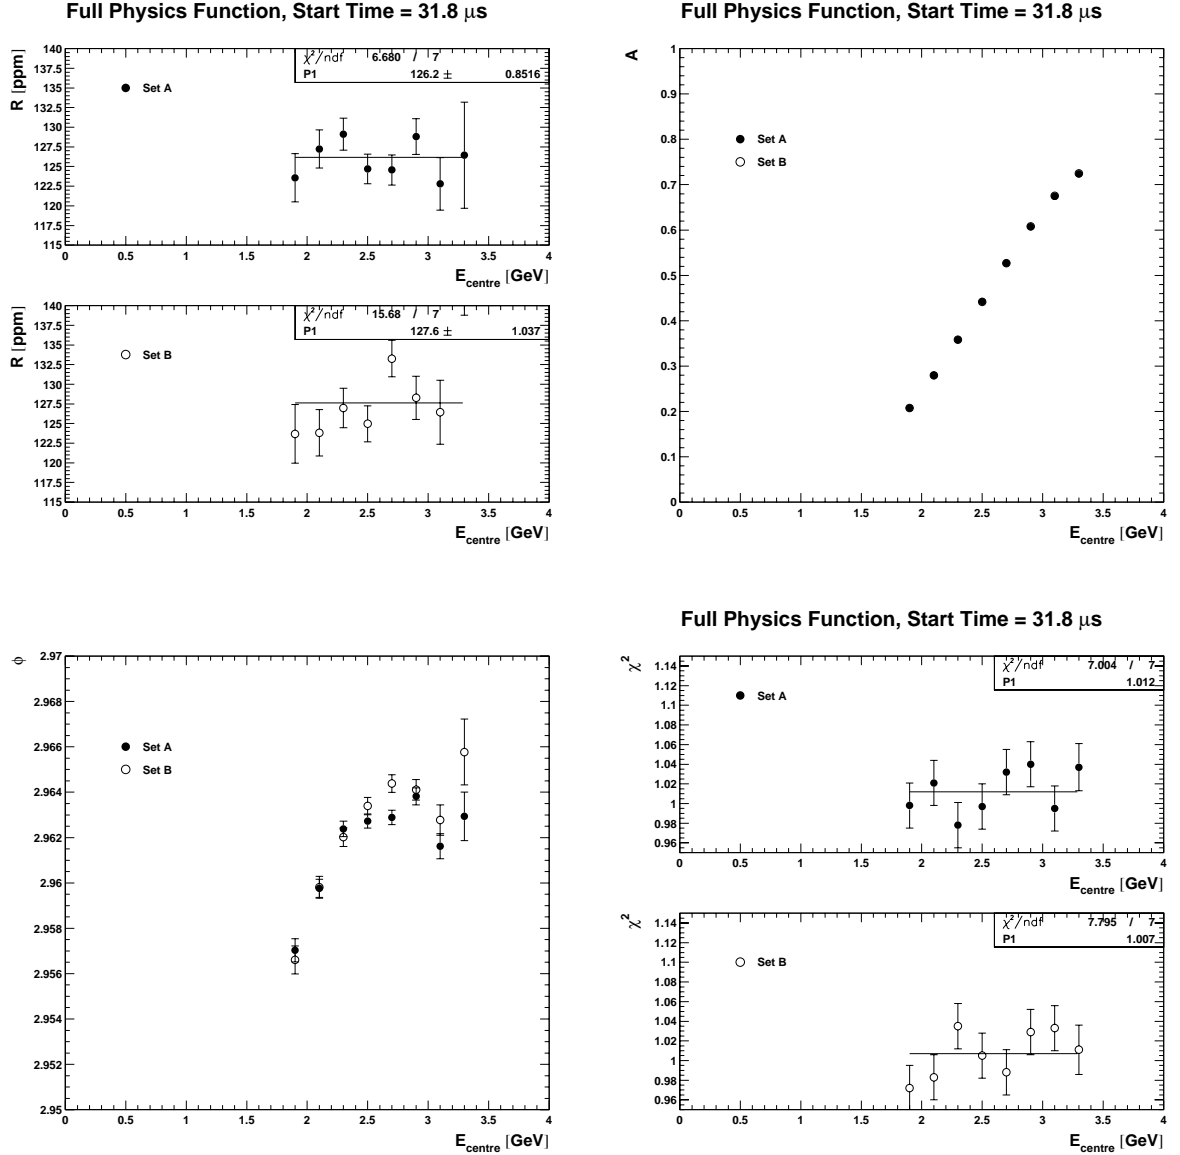 Full Physics Function, Start Time = 31.8 μs
R [ppm]
140
137.5
135
132.5
130
127.5
125
122.5
120
117.5
115
χ²/ndf 6.680 / 7
P1 126.2 ± 0.8516
Set A
0 0.5 1 1.5 2 2.5 3 3.5 4
E_centre [GeV]
R [ppm]
140
137.5
135
132.5
130
127.5
125
122.5
120
117.5
115
χ²/ndf 15.68 / 7
P1 127.6 ± 1.037
Set B
0 0.5 1 1.5 2 2.5 3 3.5 4
E_centre [GeV]
Full Physics Function, Start Time = 31.8 μs
A
1
0.9
0.8
0.7
0.6
0.5
0.4
0.3
0.2
0.1
0
Set A
Set B
0 0.5 1 1.5 2 2.5 3 3.5 4
E_centre [GeV]
ϕ
2.97
2.968
2.966
2.964
2.962
2.96
2.958
2.956
2.954
2.952
2.95
Set A
Set B
0 0.5 1 1.5 2 2.5 3 3.5 4
E_centre [GeV]
Full Physics Function, Start Time = 31.8 μs
χ²
1.14
1.12
1.1
1.08
1.06
1.04
1.02
1
0.98
0.96
χ²/ndf 7.004 / 7
P1 1.012
Set A
0 0.5 1 1.5 2 2.5 3 3.5 4
E_centre [GeV]
χ²
1.14
1.12
1.1
1.08
1.06
1.04
1.02
1
0.98
0.96
χ²/ndf 7.795 / 7
P1 1.007
Set B
0 0.5 1 1.5 2 2.5 3 3.5 4
E_centre [GeV]